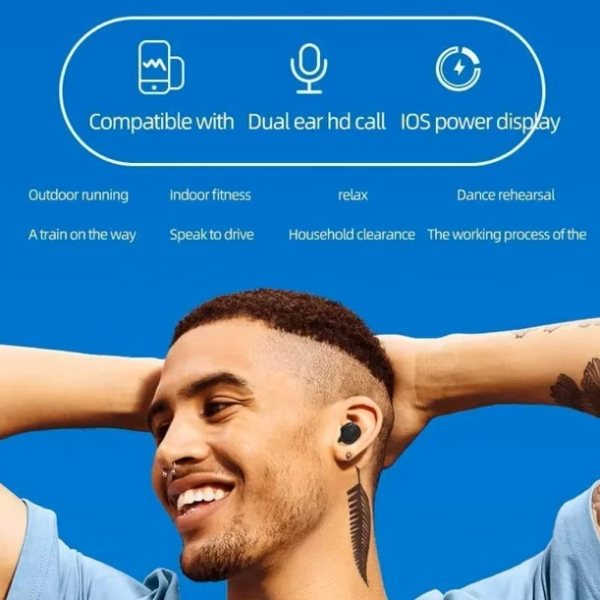 Compatible with Dual ear hd call IOS power display
Outdoor running Indoor fitness relax Dance rehearsal
A train on the way Speak to drive Household clearance The working process of the